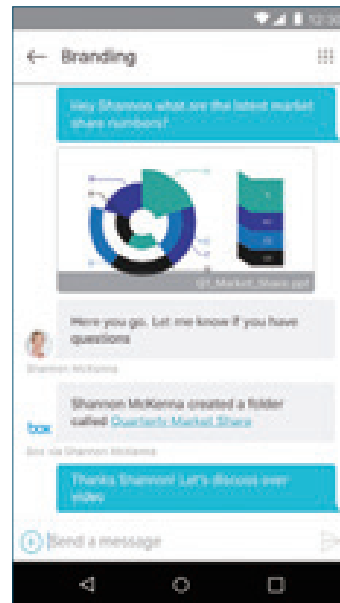 12:30
Branding
Hey Shannon what are the latest market
share numbers?
Q1_Market_Share.ppt
Here you go. Let me know if you have
questions
Shannon McKenna
Shannon McKenna created a folder
called Quarterly Market Share
box
Box via Shannon McKenna
Thanks Shannon! Let's discuss over
video
Send a message